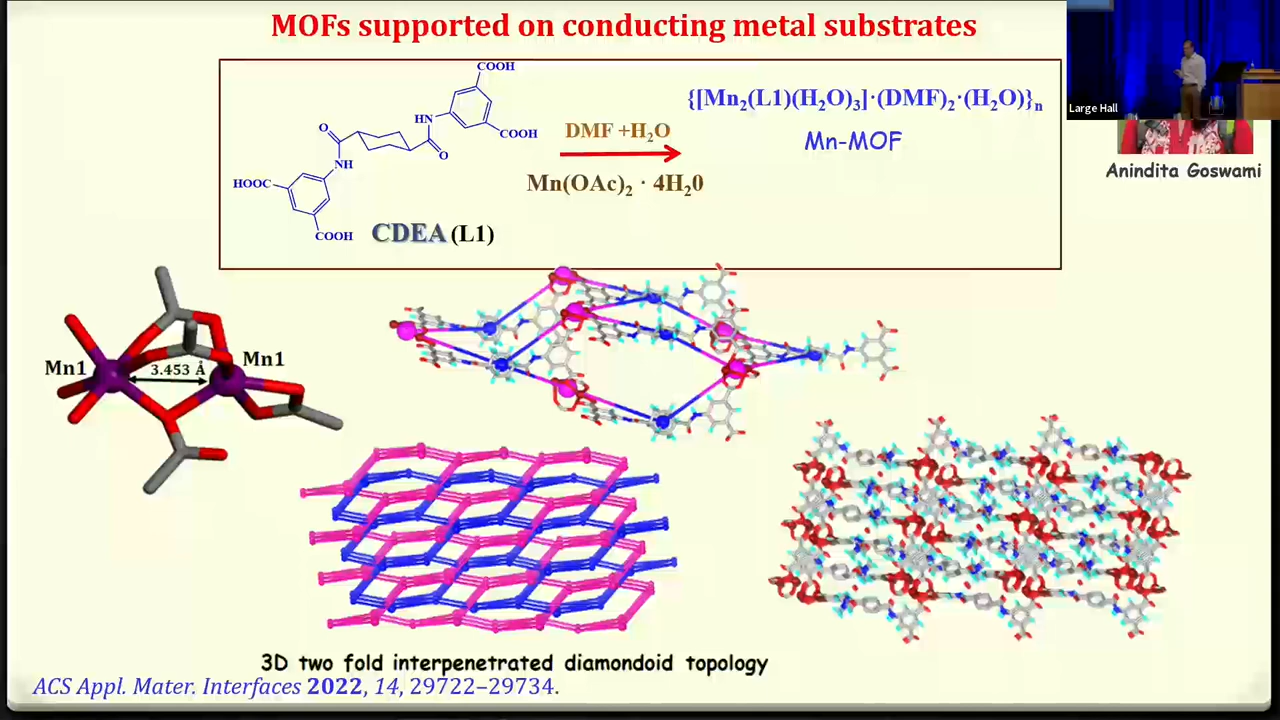 MOFs supported on conducting metal substrates
Large Hall
Anindita Goswami
COOH
COOH
HN
O
O
NH
HOOC
COOH
CDEA (L1)
DMF +H₂O
Mn(OAc)₂ · 4H₂0
{[Mn₂(L1)(H₂O)₃]·(DMF)₂·(H₂O)}ₙ
Mn-MOF
Mn1
3.453 Å
Mn1
3D two fold interpenetrated diamondoid topology
ACS Appl. Mater. Interfaces 2022, 14, 29722–29734.